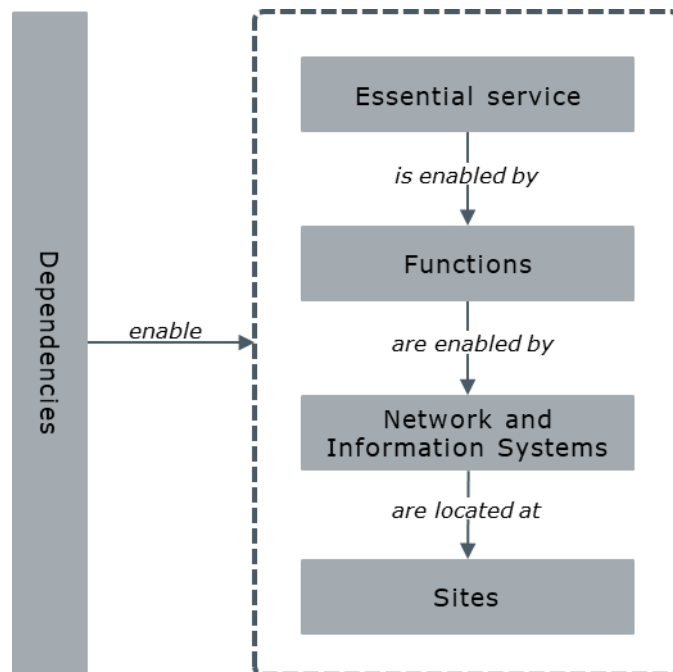 Dependencies
enable
Essential service
is enabled by
Functions
are enabled by
Network and
Information Systems
are located at
Sites